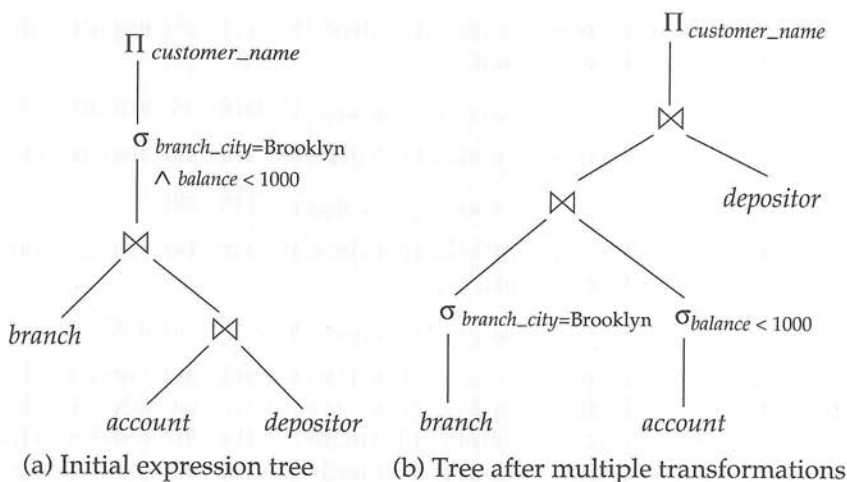 Π customer_name
σ branch_city=Brooklyn
∧ balance < 1000
⋈
branch
⋈
account
depositor
(a) Initial expression tree
Π customer_name
⋈
⋈
depositor
σ branch_city=Brooklyn
σ balance < 1000
branch
account
(b) Tree after multiple transformations